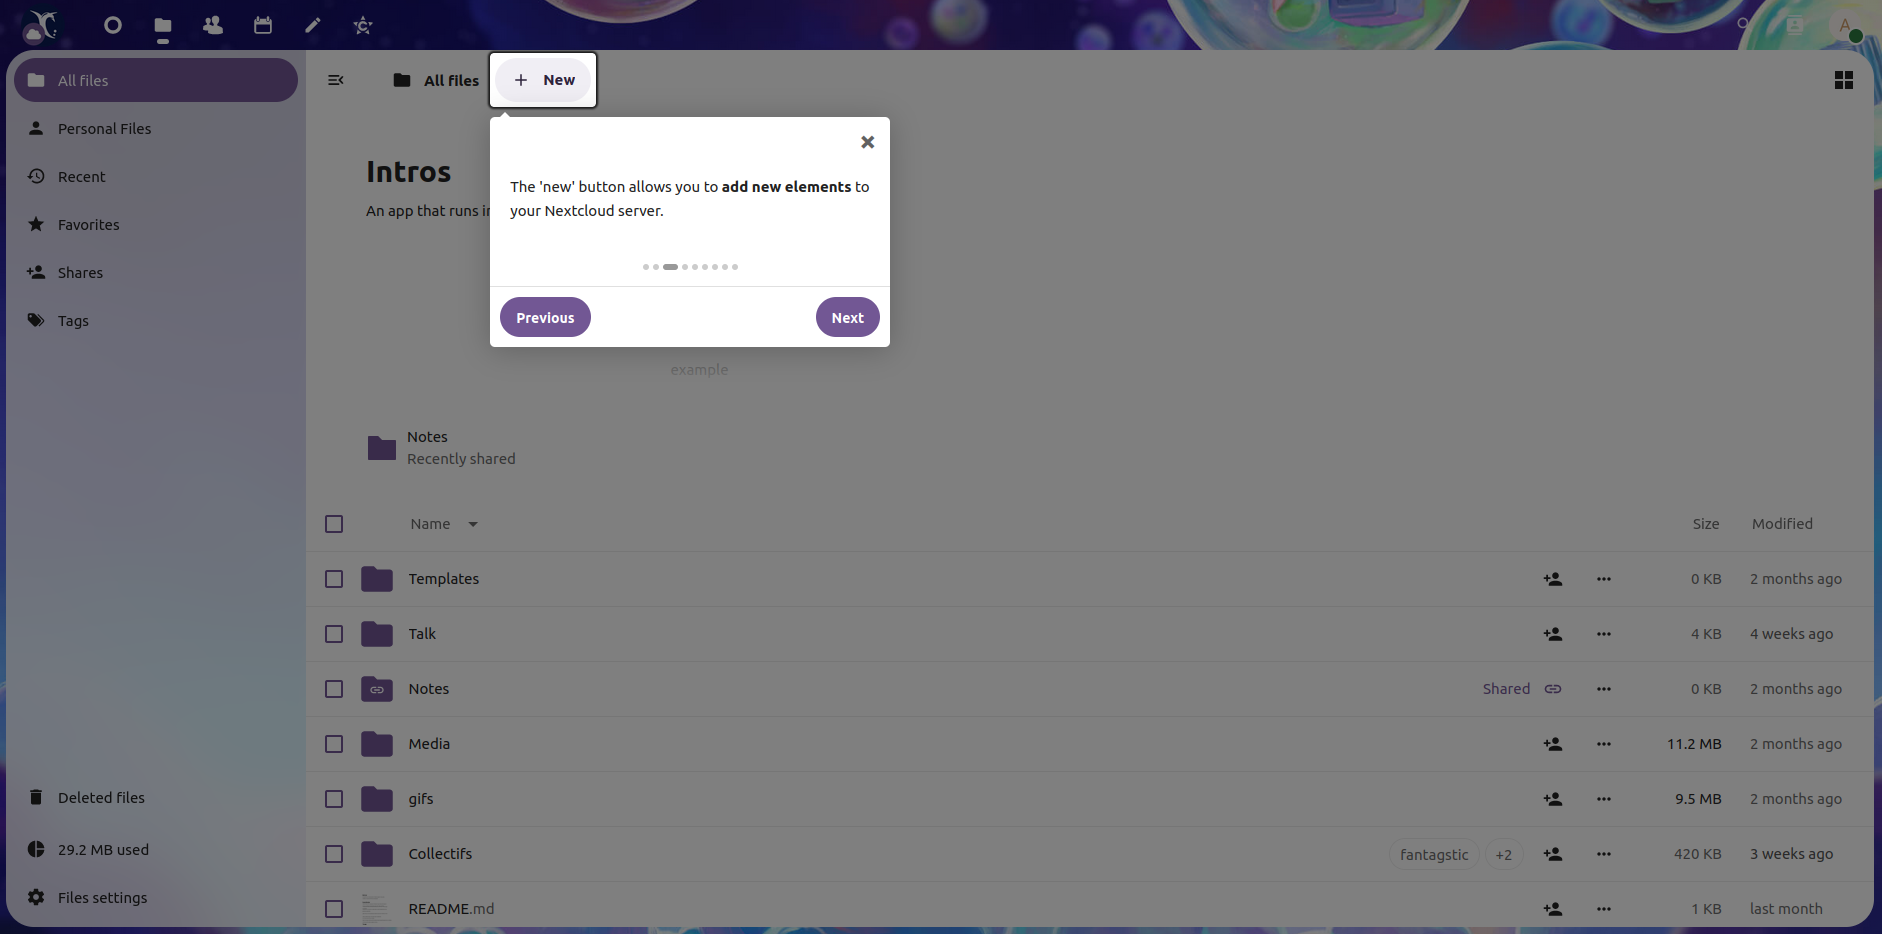 A
All files
Personal Files
Recent
Favorites
Shares
Tags
Deleted files
29.2 MB used
Files settings
All files
New
The 'new' button allows you to add new elements to
your Nextcloud server.
Previous
Next
Intros
An app that runs
example
Notes
Recently shared
Name
Size
Modified
Templates
0 KB
2 months ago
Talk
4 KB
4 weeks ago
Notes
Shared
0 KB
2 months ago
Media
11.2 MB
2 months ago
gifs
9.5 MB
2 months ago
Collectifs
fantagstic
+2
420 KB
3 weeks ago
README.md
1 KB
last month